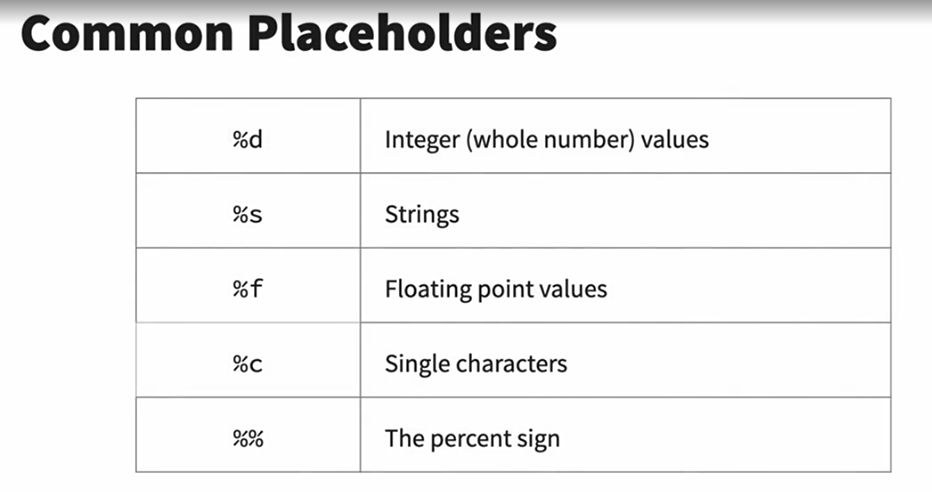 Common Placeholders
%d Integer (whole number) values
%s Strings
%f Floating point values
%c Single characters
%% The percent sign